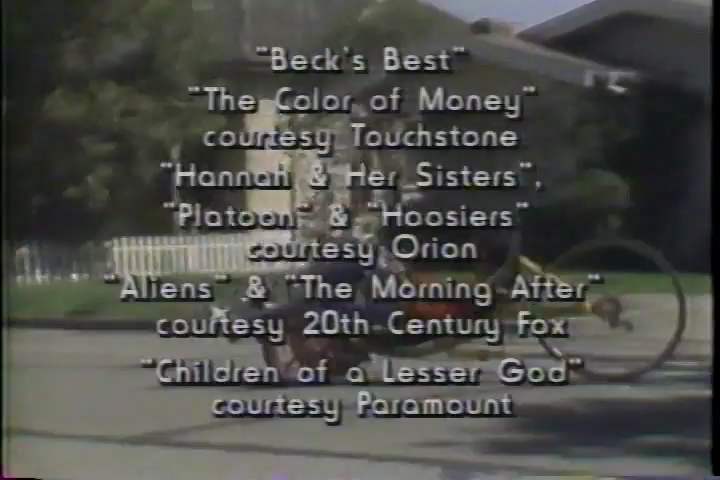 "Beck's Best"
"The Color of Money"
courtesy Touchstone
"Hannah & Her Sisters",
"Platoon" & "Hoosiers"
courtesy Orion
"Aliens" & "The Morning After"
courtesy 20th Century Fox
"Children of a Lesser God"
courtesy Paramount